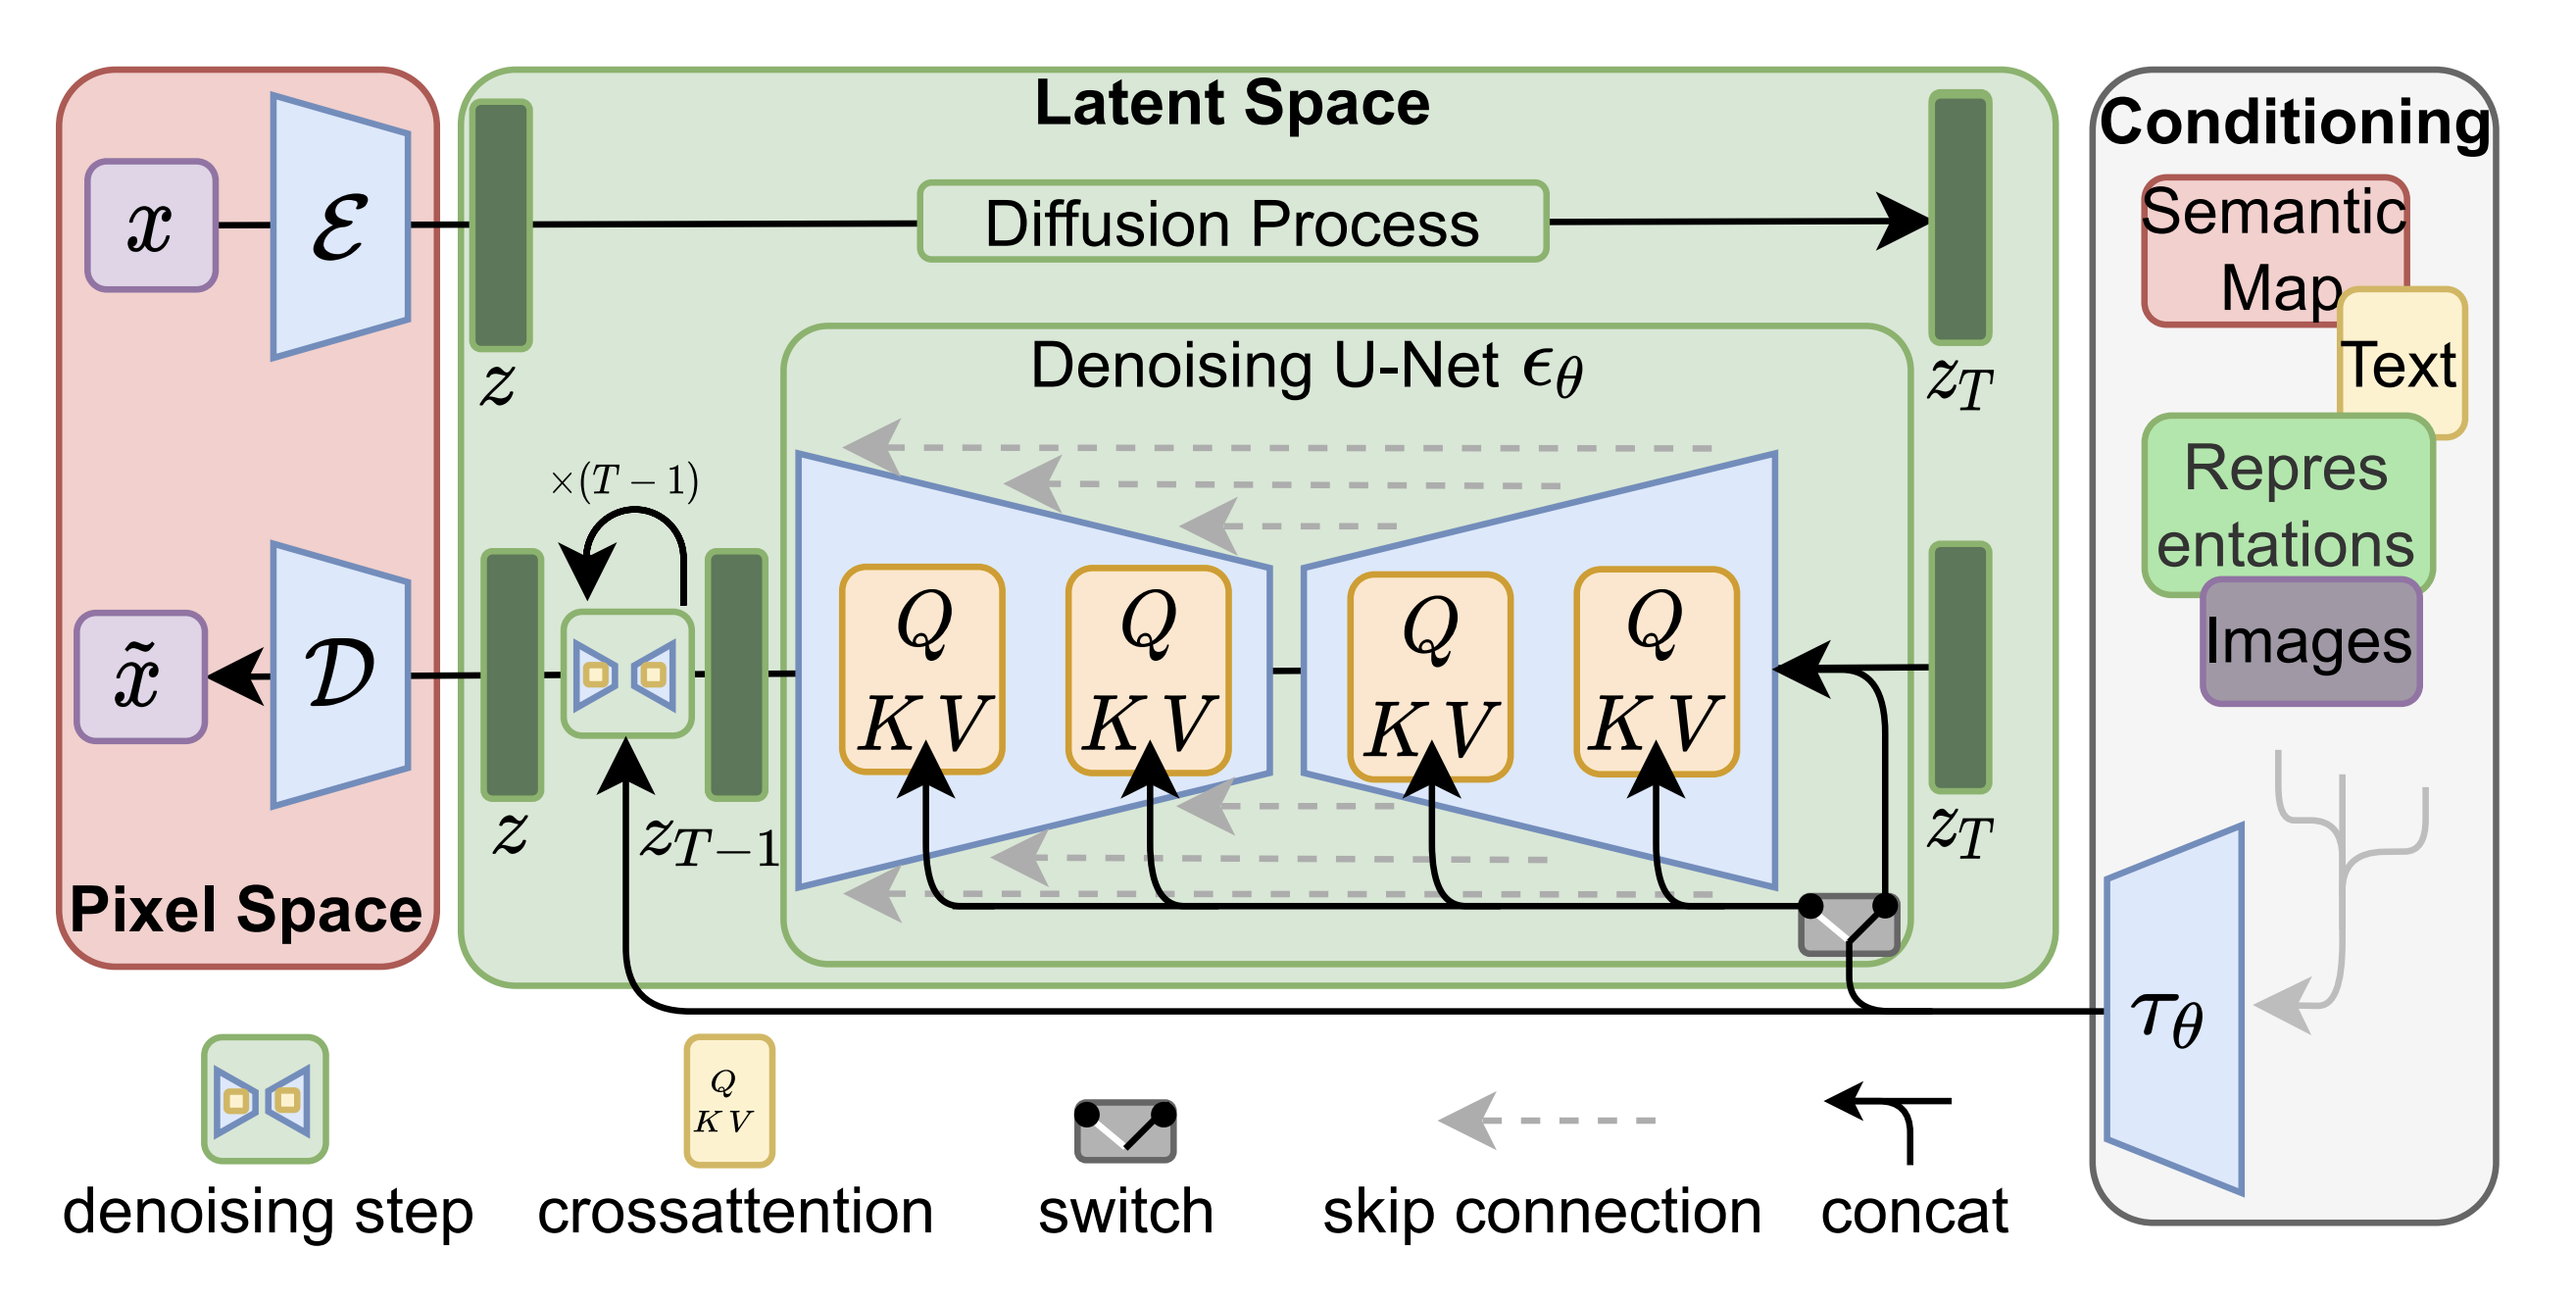 Latent Space
Conditioning
x
ℰ
z
Diffusion Process
z_T
Semantic
Map
Text
Repres
entations
Images
Denoising U-Net ϵ_θ
×(T − 1)
Q
K V
Q
K V
Q
K V
Q
K V
x̃
𝒟
z
z_{T−1}
z_T
Pixel Space
τ_θ
Q
K V
denoising step
crossattention
switch
skip connection
concat